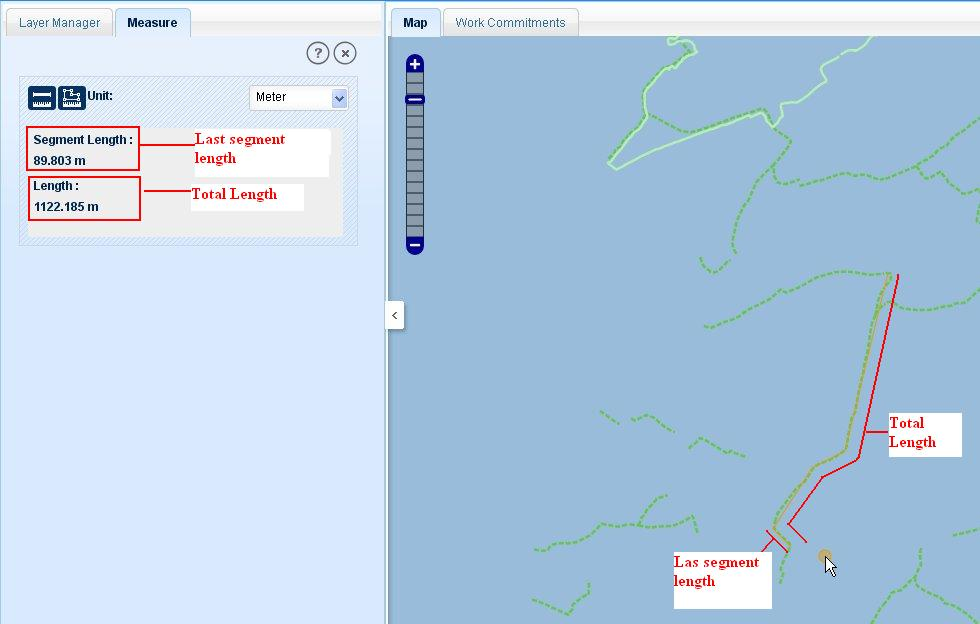 Layer Manager
Measure
Map
Work Commitments
?
Unit:
Meter
Segment Length :
89.803 m
Last segment
length
Length :
1122.185 m
Total Length
Total
Length
Las segment
length